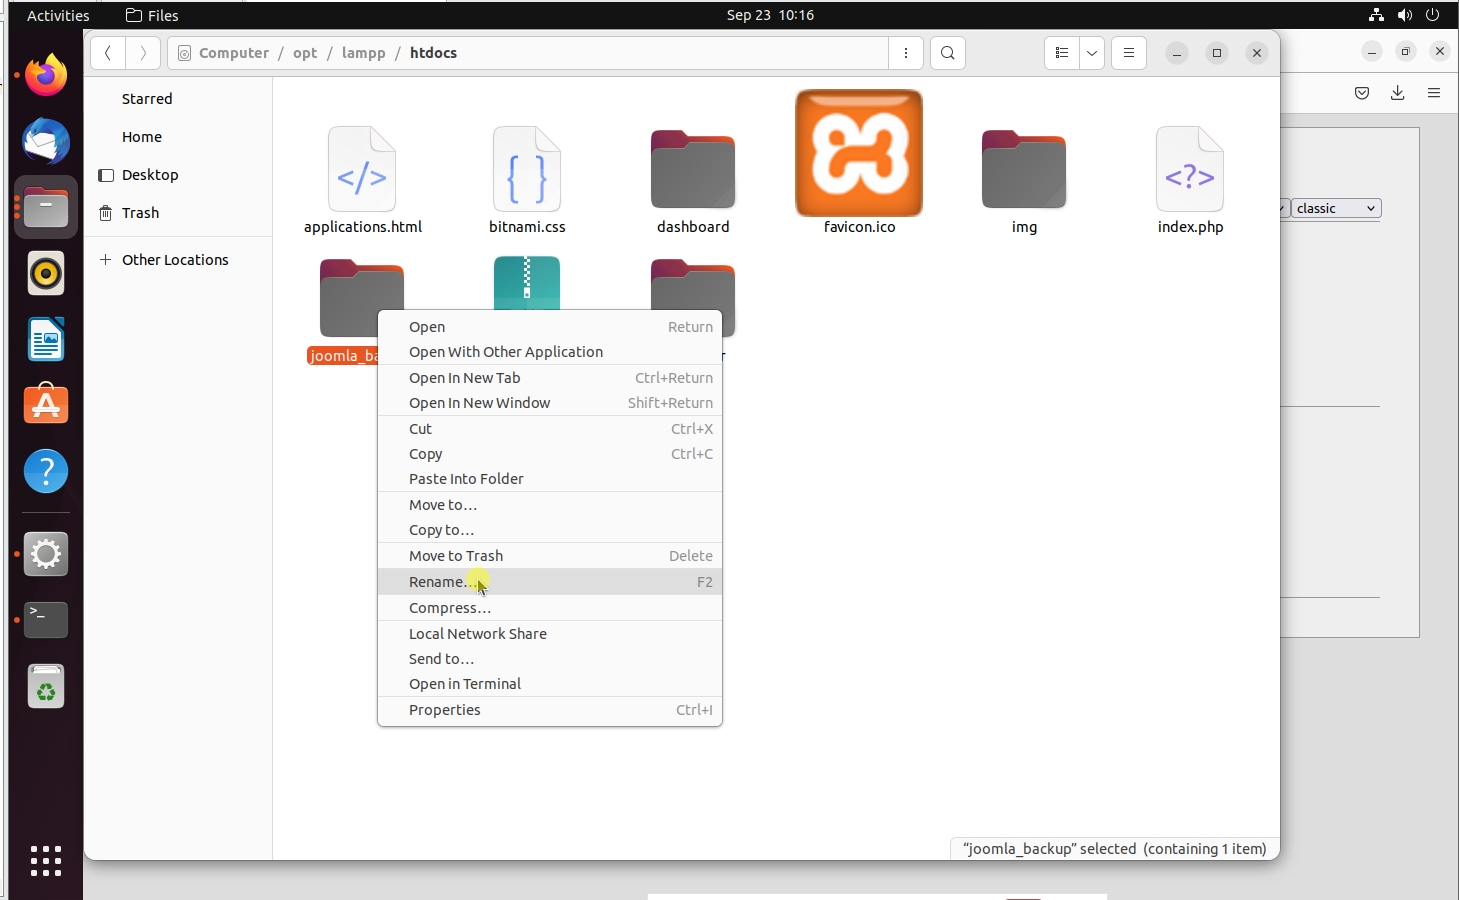 Activities Files Sep 23 10:16
Computer / opt / lampp / htdocs
Starred
Home
Desktop
Trash
Other Locations
applications.html bitnami.css dashboard favicon.ico img index.php
classic
joomla_ba
Open Return
Open With Other Application
Open In New Tab Ctrl+Return
Open In New Window Shift+Return
Cut Ctrl+X
Copy Ctrl+C
Paste Into Folder
Move to…
Copy to…
Move to Trash Delete
Rename… F2
Compress…
Local Network Share
Send to…
Open in Terminal
Properties Ctrl+I
“joomla_backup” selected (containing 1 item)